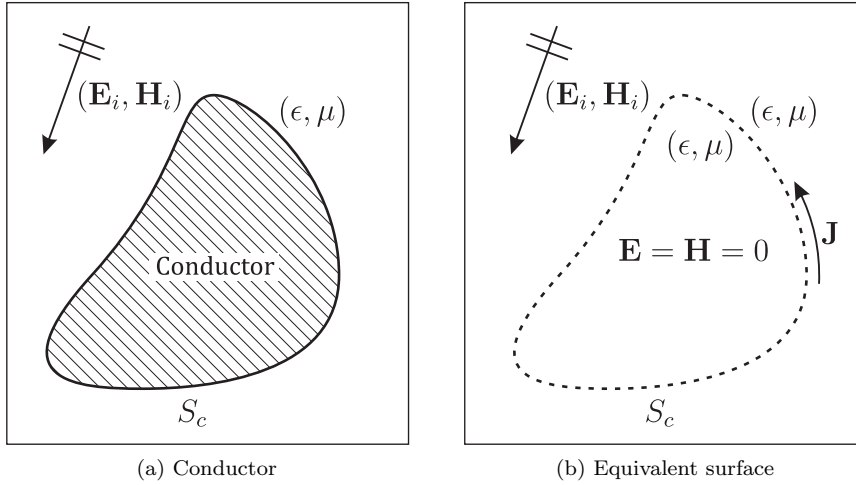 (E_i, H_i)
(ϵ, μ)
Conductor
S_c
(a) Conductor
(E_i, H_i)
(ϵ, μ)
(ϵ, μ)
E = H = 0
J
S_c
(b) Equivalent surface